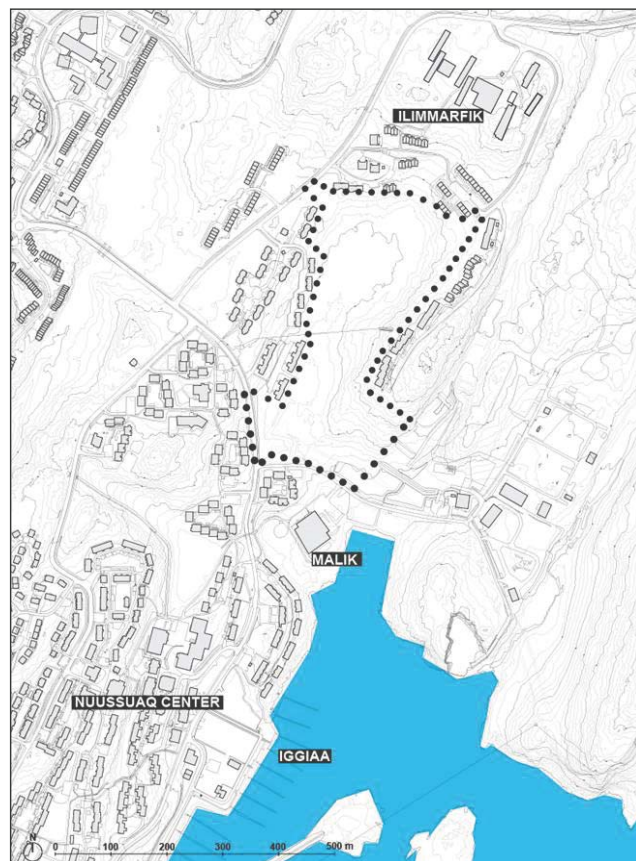 ILIMMARFIK
MALIK
NUUSSUAQ CENTER
IGGIAA
N
0 100 200 300 400 500 m